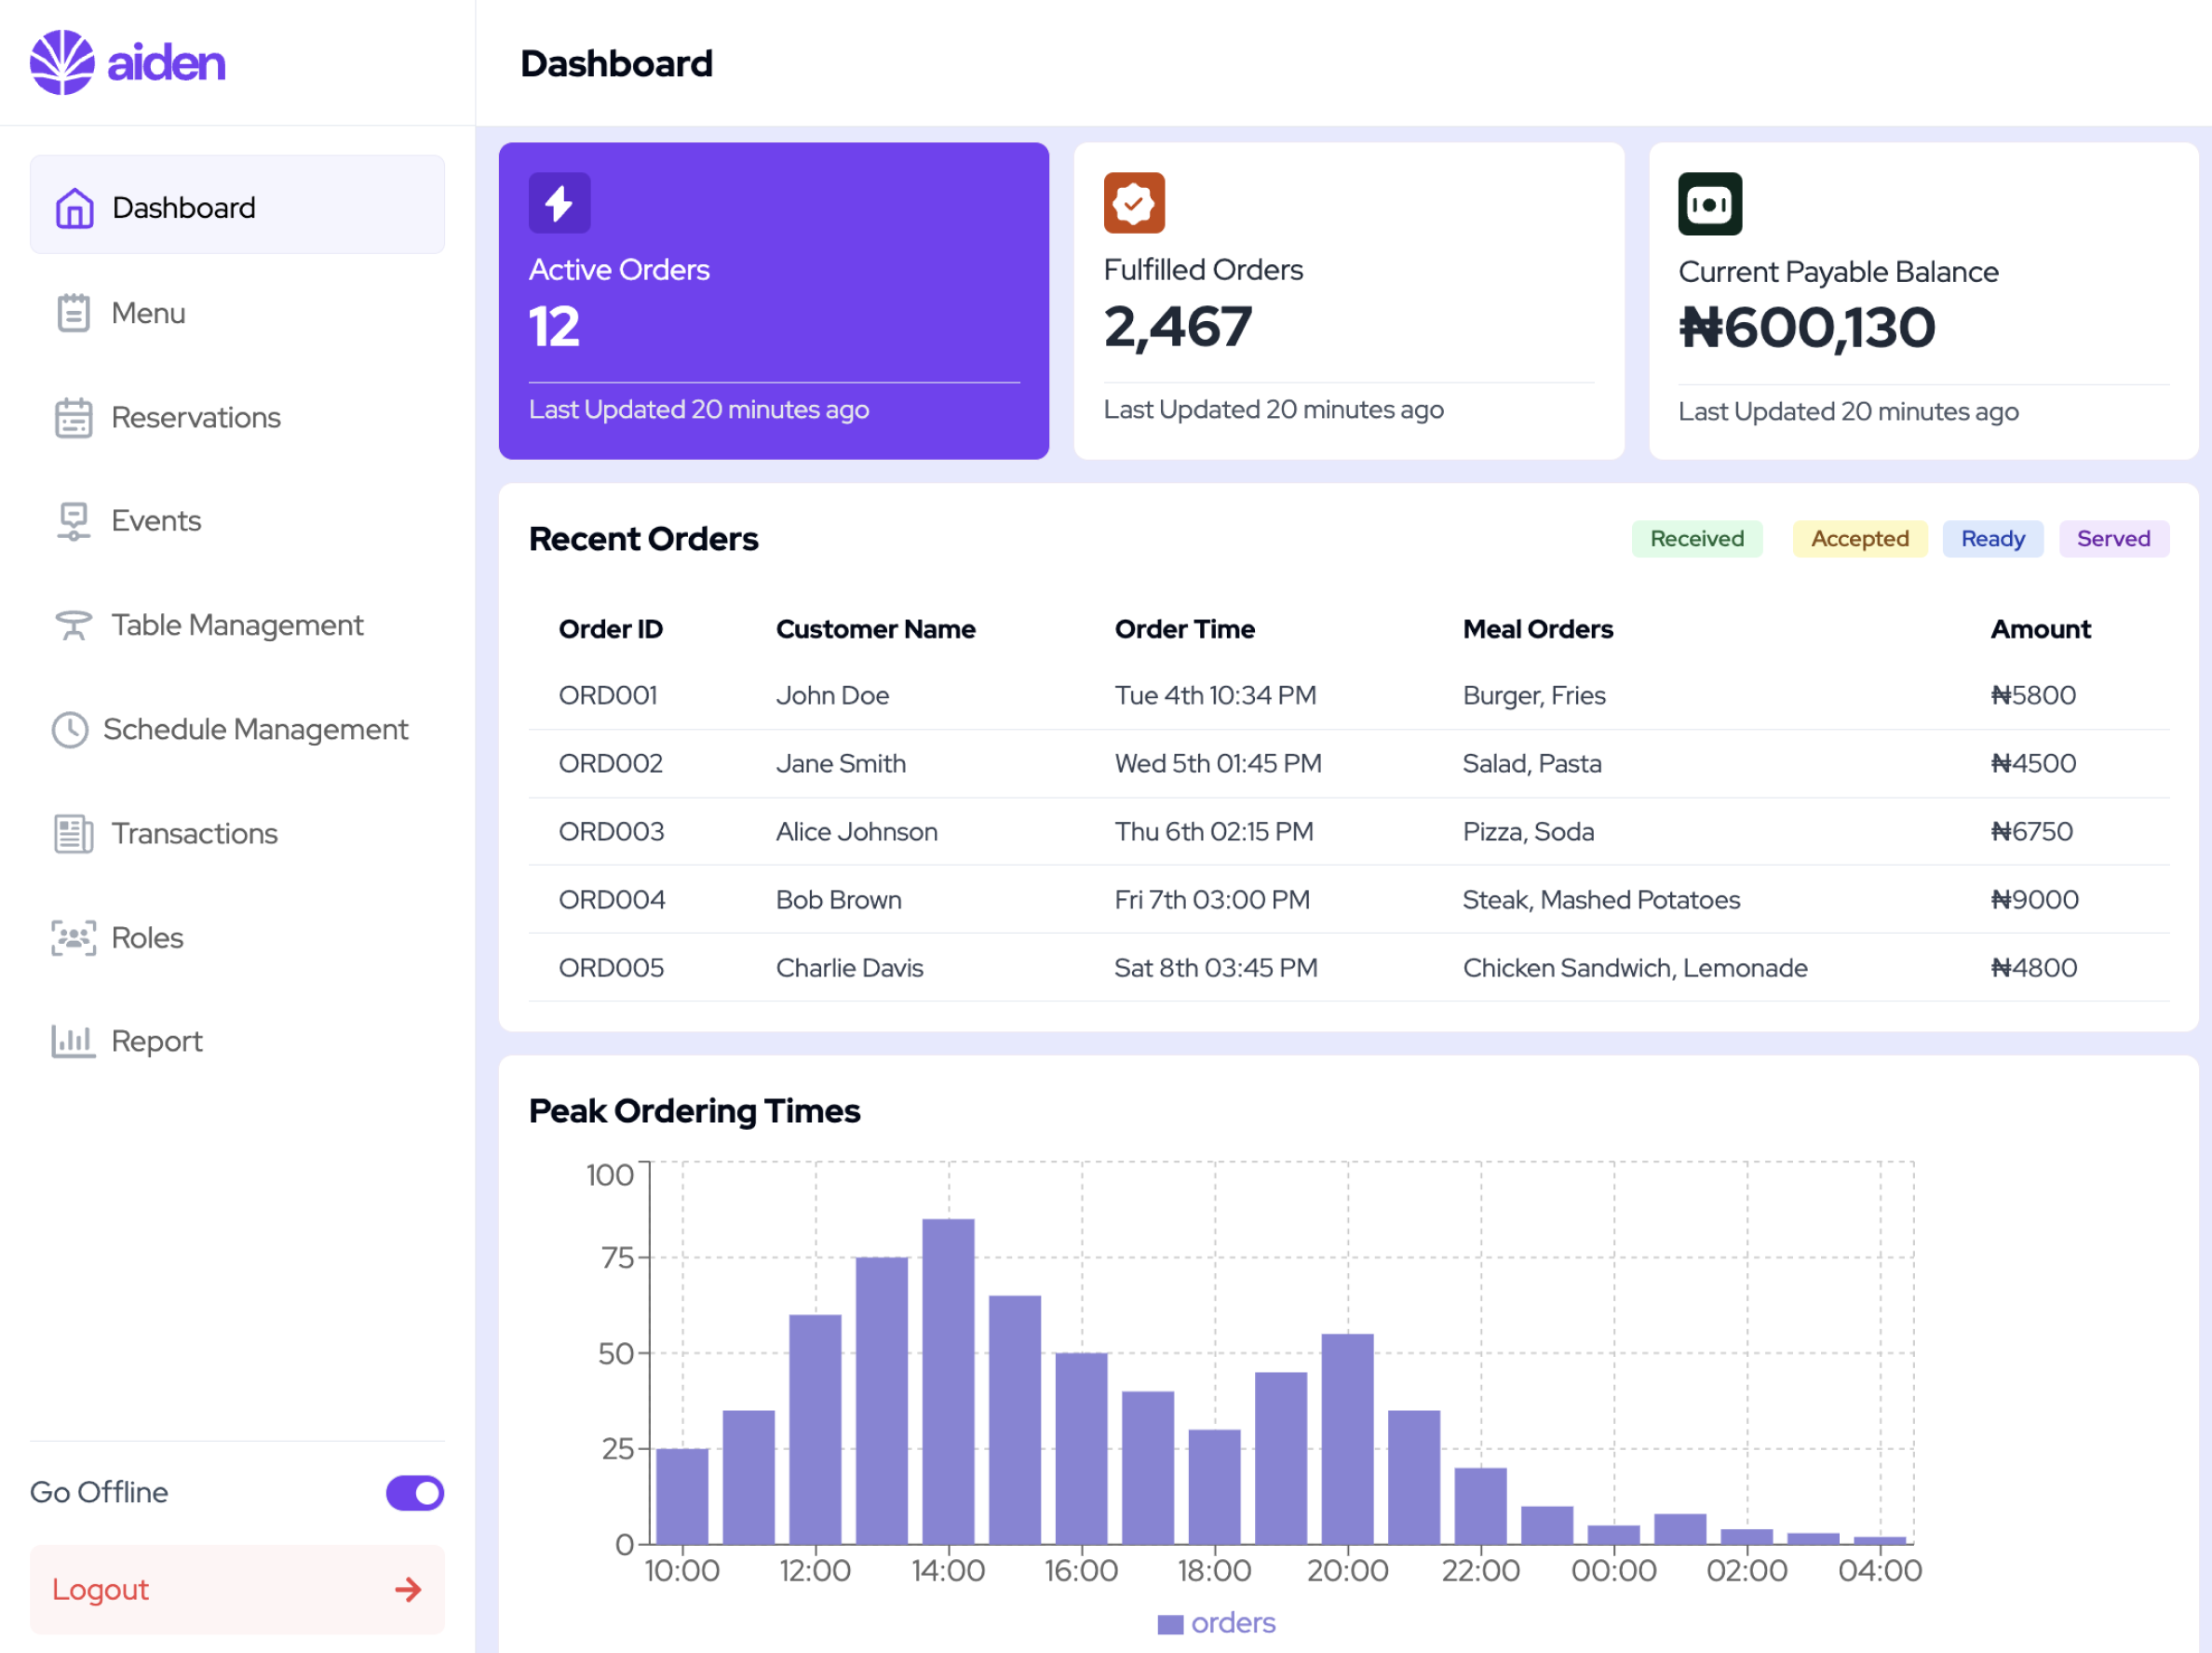 aiden
Dashboard
Dashboard
Menu
Reservations
Events
Table Management
Schedule Management
Transactions
Roles
Report
Go Offline
Logout
Active Orders
12
Last Updated 20 minutes ago
Fulfilled Orders
2,467
Last Updated 20 minutes ago
Current Payable Balance
₦600,130
Last Updated 20 minutes ago
Recent Orders
Received Accepted Ready Served
Order ID Customer Name Order Time Meal Orders Amount
ORD001 John Doe Tue 4th 10:34 PM Burger, Fries ₦5800
ORD002 Jane Smith Wed 5th 01:45 PM Salad, Pasta ₦4500
ORD003 Alice Johnson Thu 6th 02:15 PM Pizza, Soda ₦6750
ORD004 Bob Brown Fri 7th 03:00 PM Steak, Mashed Potatoes ₦9000
ORD005 Charlie Davis Sat 8th 03:45 PM Chicken Sandwich, Lemonade ₦4800
Peak Ordering Times
100
75
50
25
0
10:00 12:00 14:00 16:00 18:00 20:00 22:00 00:00 02:00 04:00
orders